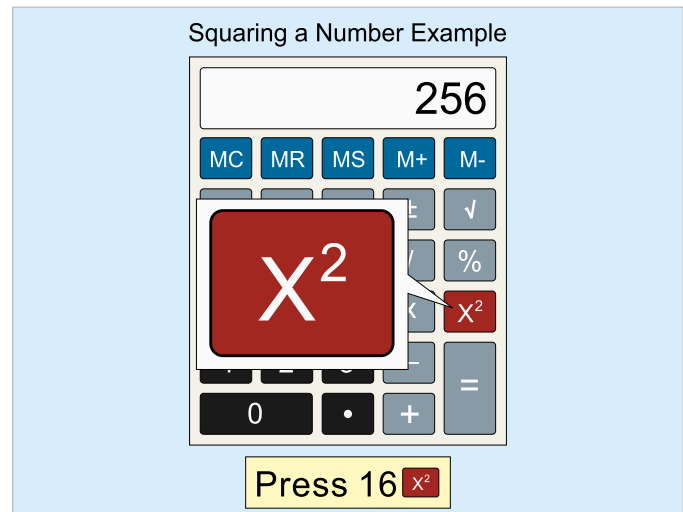 Squaring a Number Example
256
MC MR MS M+ M-
√
%
X²
X²
=
0 • +
Press 16 X²